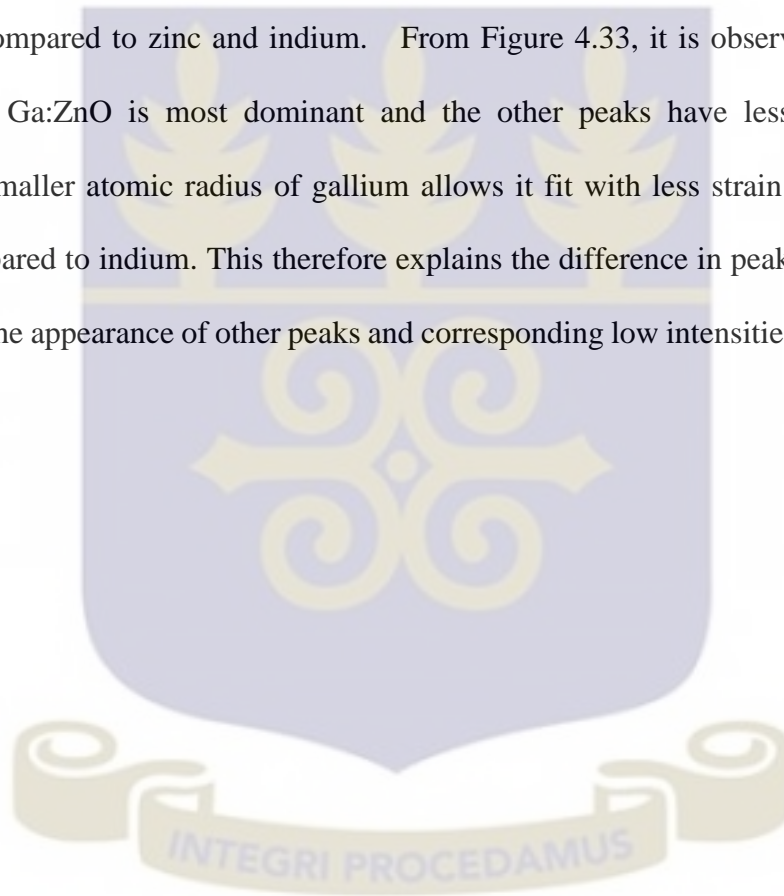 ompared to zinc and indium. From Figure 4.33, it is observ
Ga:ZnO is most dominant and the other peaks have less
maller atomic radius of gallium allows it fit with less strain
pared to indium. This therefore explains the difference in peak
he appearance of other peaks and corresponding low intensitie
INTEGRI PROCEDAMUS